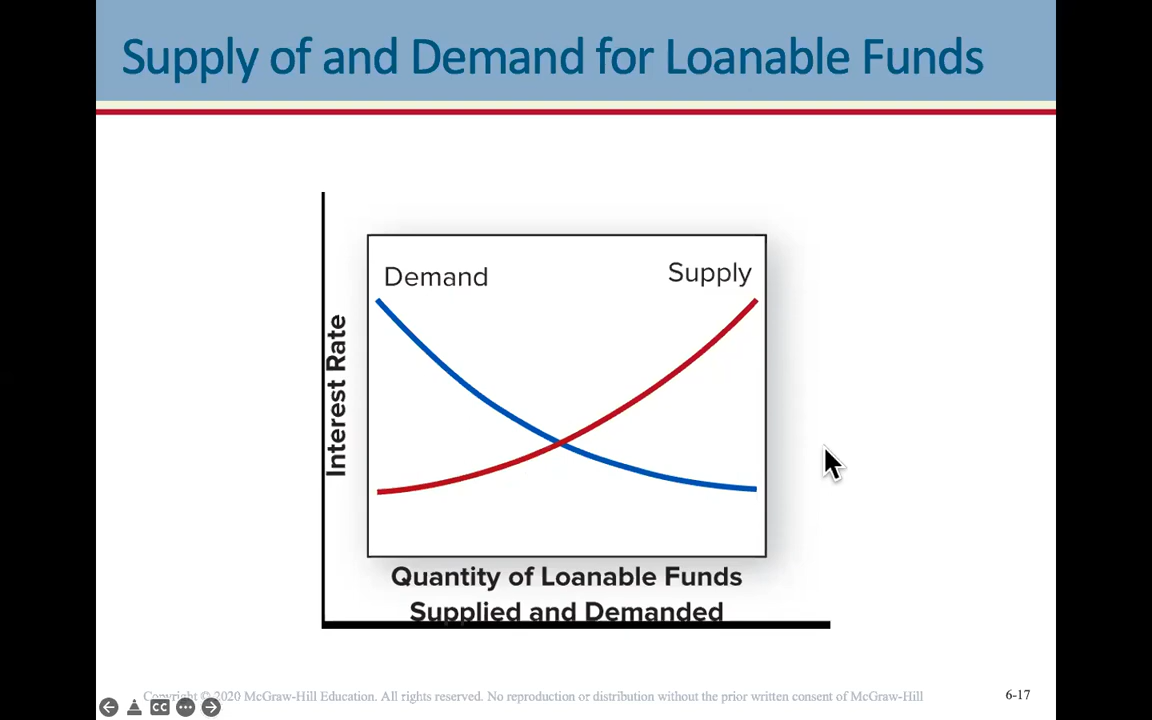 Supply of and Demand for Loanable Funds
Demand
Supply
Interest Rate
Quantity of Loanable Funds
Supplied and Demanded
Copyright © 2020 McGraw-Hill Education. All rights reserved. No reproduction or distribution without the prior written consent of McGraw-Hill
6-17
CC